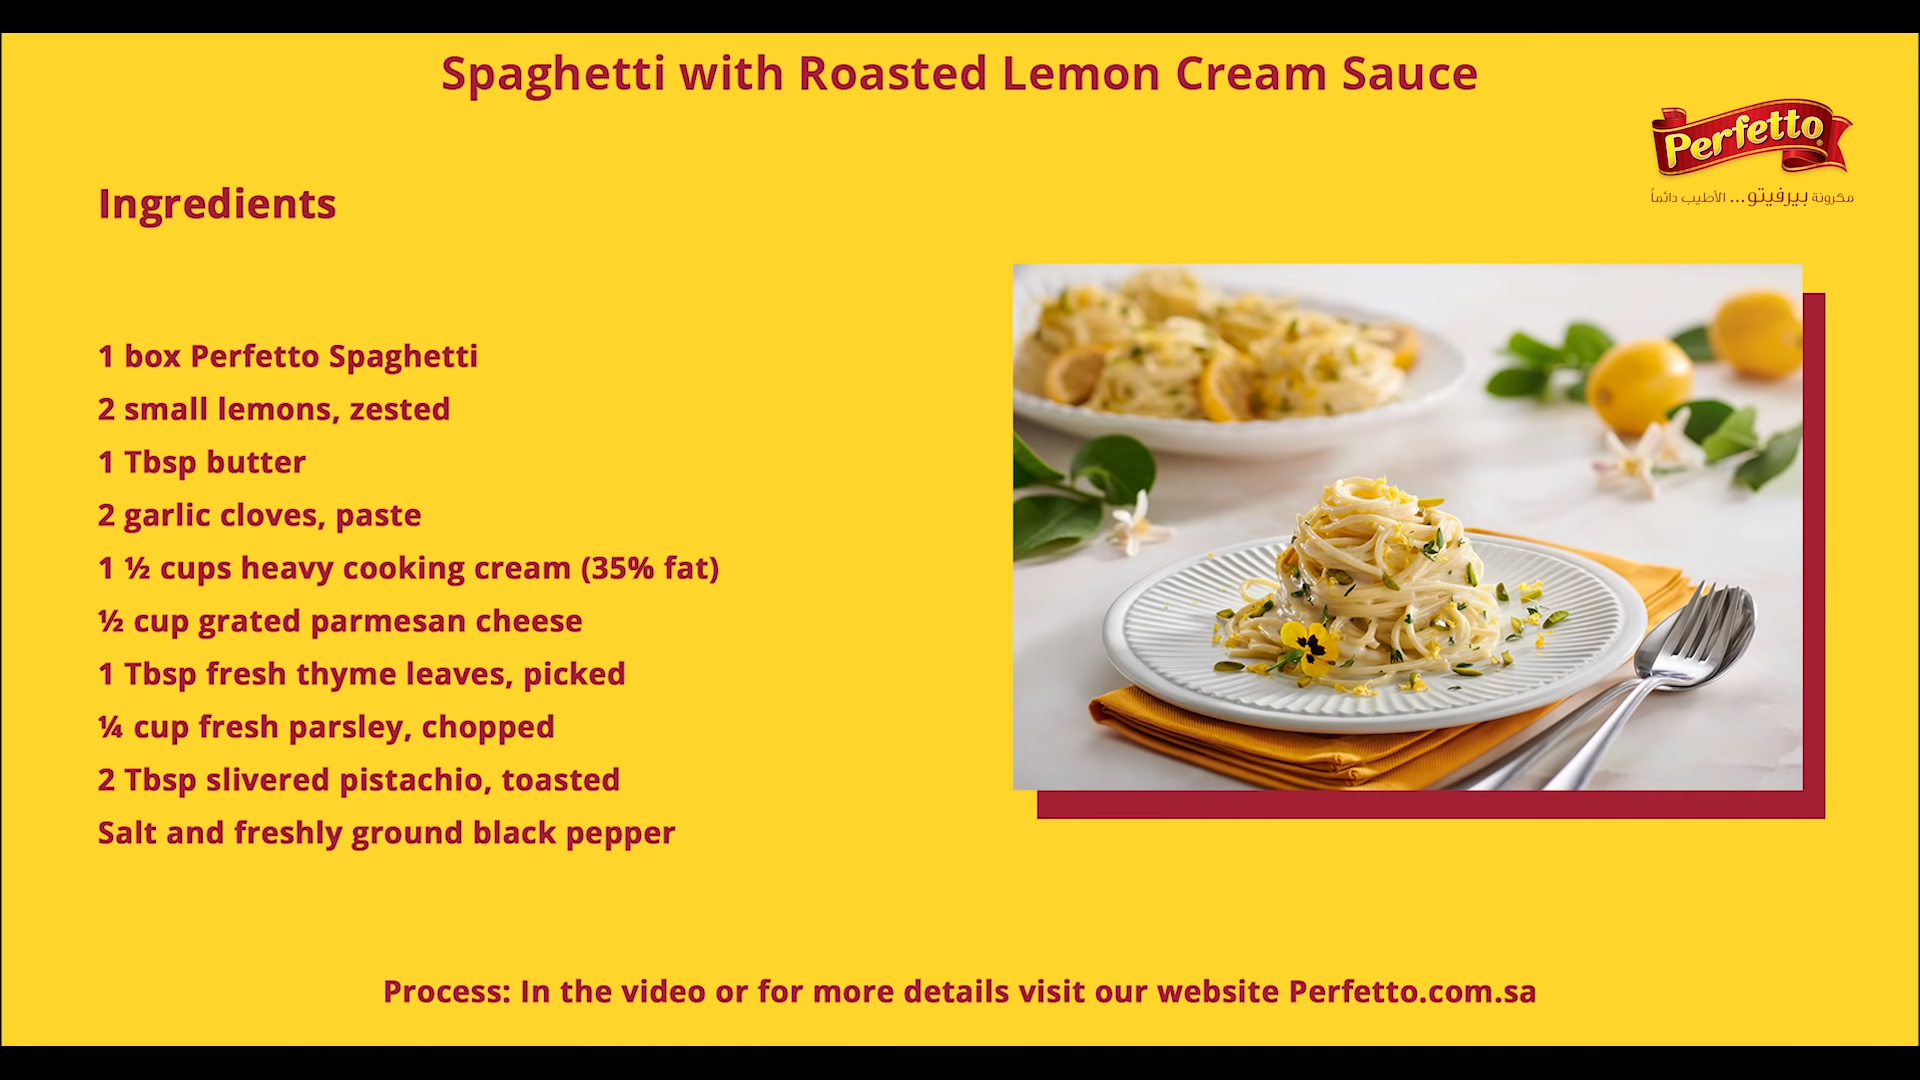 Spaghetti with Roasted Lemon Cream Sauce
Perfetto
مكرونة بيرفيتو... الأطيب دائماً
Ingredients
1 box Perfetto Spaghetti
2 small lemons, zested
1 Tbsp butter
2 garlic cloves, paste
1 ½ cups heavy cooking cream (35% fat)
½ cup grated parmesan cheese
1 Tbsp fresh thyme leaves, picked
¼ cup fresh parsley, chopped
2 Tbsp slivered pistachio, toasted
Salt and freshly ground black pepper
Process: In the video or for more details visit our website Perfetto.com.sa